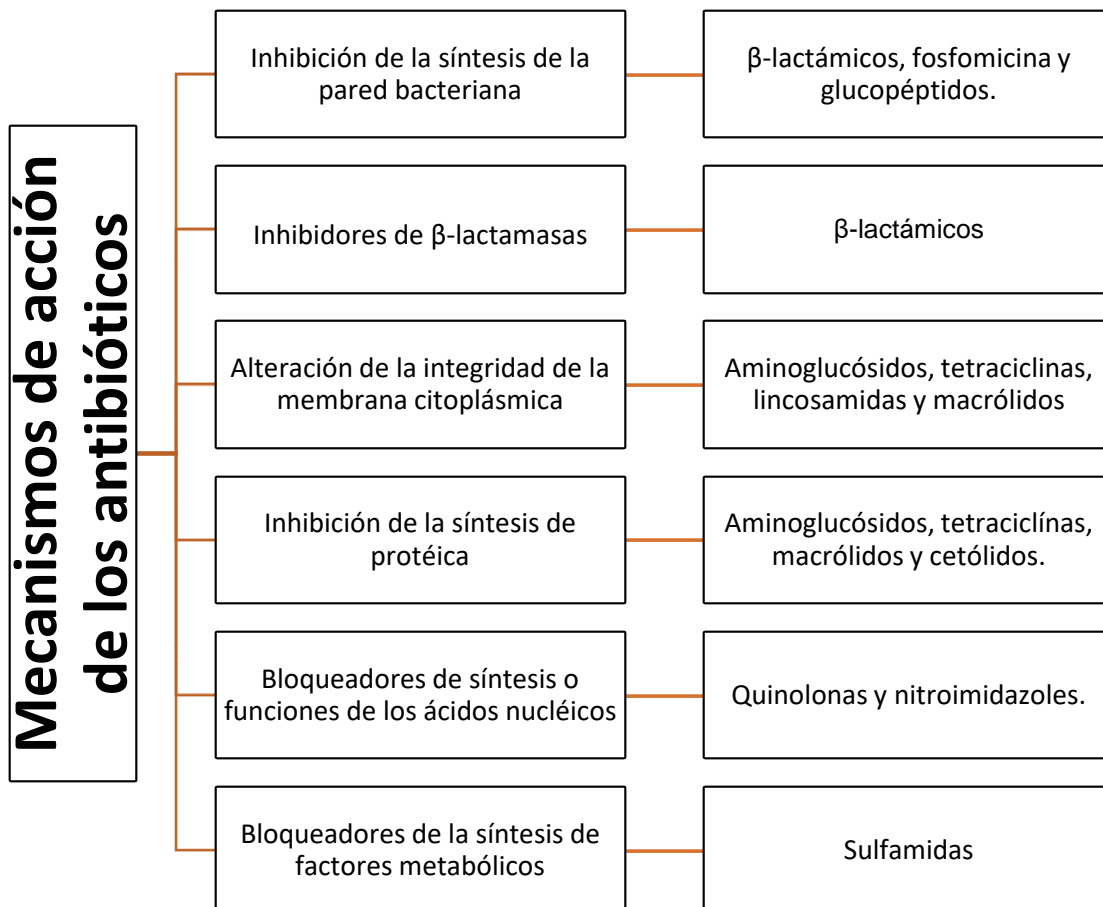 Mecanismos de acción
de los antibióticos
Inhibición de la síntesis de la
pared bacteriana
β-lactámicos, fosfomicina y
glucopéptidos.
Inhibidores de β-lactamasas
β-lactámicos
Alteración de la integridad de la
membrana citoplásmica
Aminoglucósidos, tetraciclinas,
lincosamidas y macrólidos
Inhibición de la síntesis de
protéica
Aminoglucósidos, tetraciclínas,
macrólidos y cetólidos.
Bloqueadores de síntesis o
funciones de los ácidos nucléicos
Quinolonas y nitroimidazoles.
Bloqueadores de la síntesis de
factores metabólicos
Sulfamidas